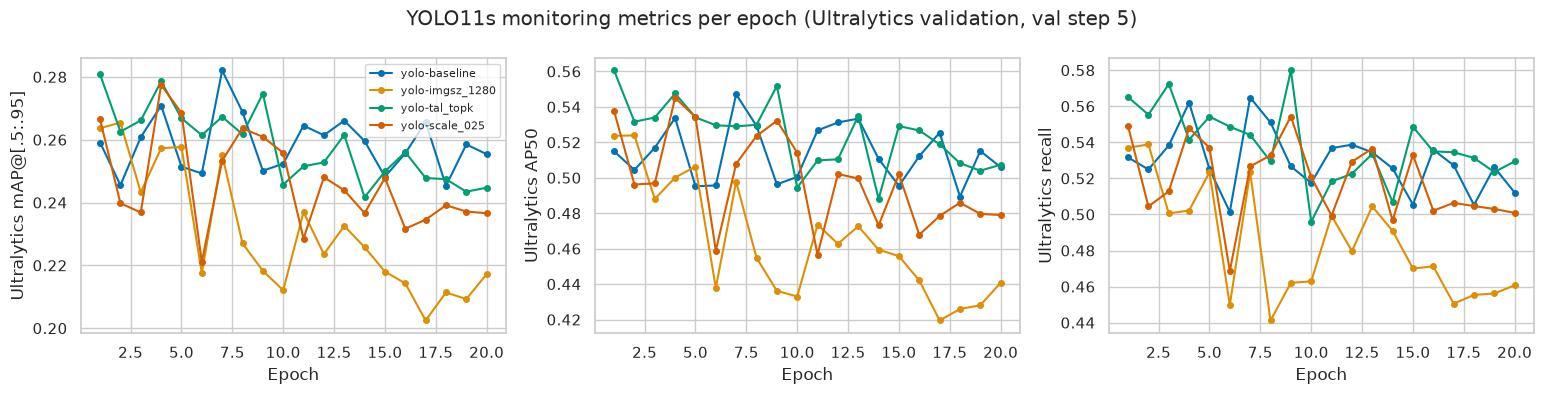 YOLO11s monitoring metrics per epoch (Ultralytics validation, val step 5)
Ultralytics mAP@[.5:.95]
0.28
0.26
0.24
0.22
0.20
2.5 5.0 7.5 10.0 12.5 15.0 17.5 20.0
Epoch
yolo-baseline
yolo-imgsz_1280
yolo-tal_topk
yolo-scale_025
Ultralytics AP50
0.56
0.54
0.52
0.50
0.48
0.46
0.44
0.42
2.5 5.0 7.5 10.0 12.5 15.0 17.5 20.0
Epoch
Ultralytics recall
0.58
0.56
0.54
0.52
0.50
0.48
0.46
0.44
2.5 5.0 7.5 10.0 12.5 15.0 17.5 20.0
Epoch